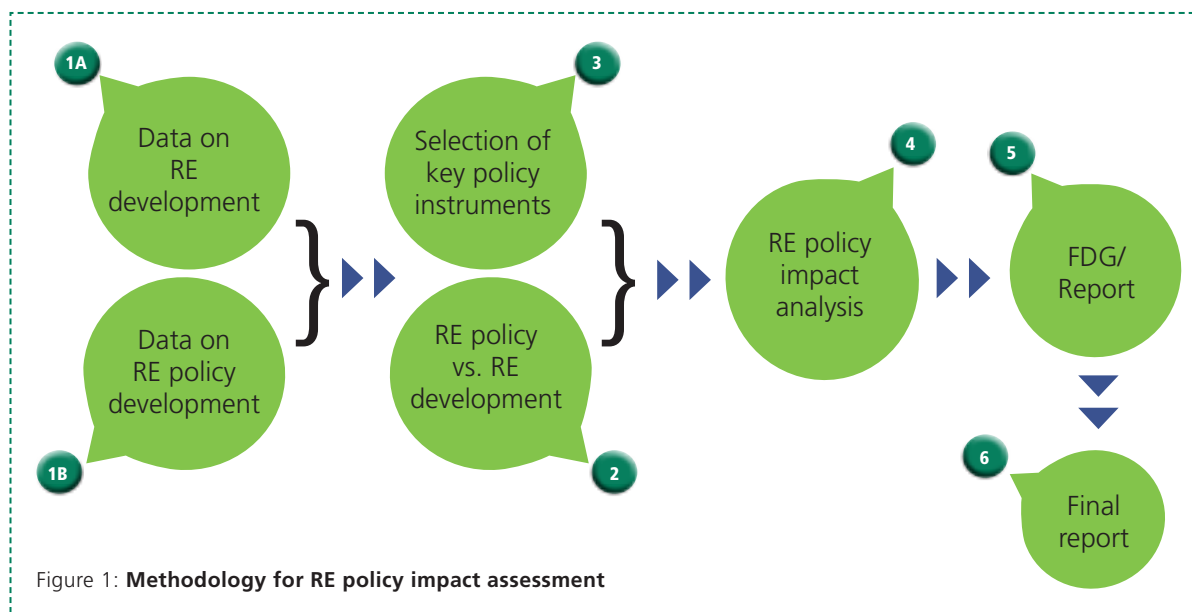 1A
Data on
RE
development
1B
Data on
RE policy
development
3
Selection of
key policy
instruments
2
RE policy
vs. RE
development
4
RE policy
impact
analysis
5
FDG/
Report
6
Final
report
Figure 1: Methodology for RE policy impact assessment